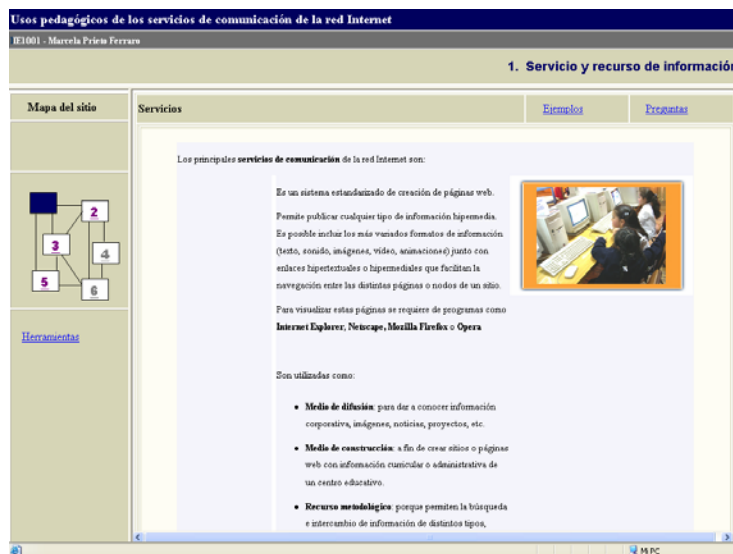 Usos pedagógicos de los servicios de comunicación de la red Internet
IE1001 - Marcela Prieto Ferraro
1. Servicio y recurso de información
Mapa del sitio
Servicios
Ejemplos
Preguntas
Los principales servicios de comunicación de la red Internet son:
2
3
4
5
6
Herramientas
Es un sistema estandarizado de creación de páginas web.
Permite publicar cualquier tipo de información hipermedia.
Es posible incluir los más variados formatos de información
(texto, sonido, imágenes, vídeo, animaciones) junto con
enlaces hipertextuales o hipermediales que facilitan la
navegación entre las distintas páginas o nodos de un sitio.
Para visualizar estas páginas se requiere de programas como
Internet Explorer, Netscape, Mozilla Firefox o Opera
Son utilizadas como:
• Medio de difusión: para dar a conocer información
corporativa, imágenes, noticias, proyectos, etc.
• Medio de construcción: a fin de crear sitios o páginas
web con información curricular o administrativa de
un centro educativo.
• Recurso metodológico: porque permiten la búsqueda
e intercambio de información de distintos tipos,
Mi PC